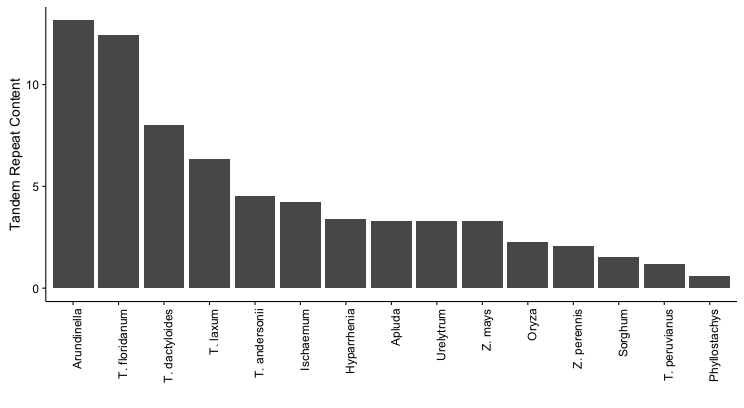 Tandem Repeat Content
10
5
0
Arundinella
T. floridanum
T. dactyloides
T. laxum
T. andersonii
Ischaemum
Hyparrhenia
Apluda
Urelytrum
Z. mays
Oryza
Z. perennis
Sorghum
T. peruvianus
Phyllostachys